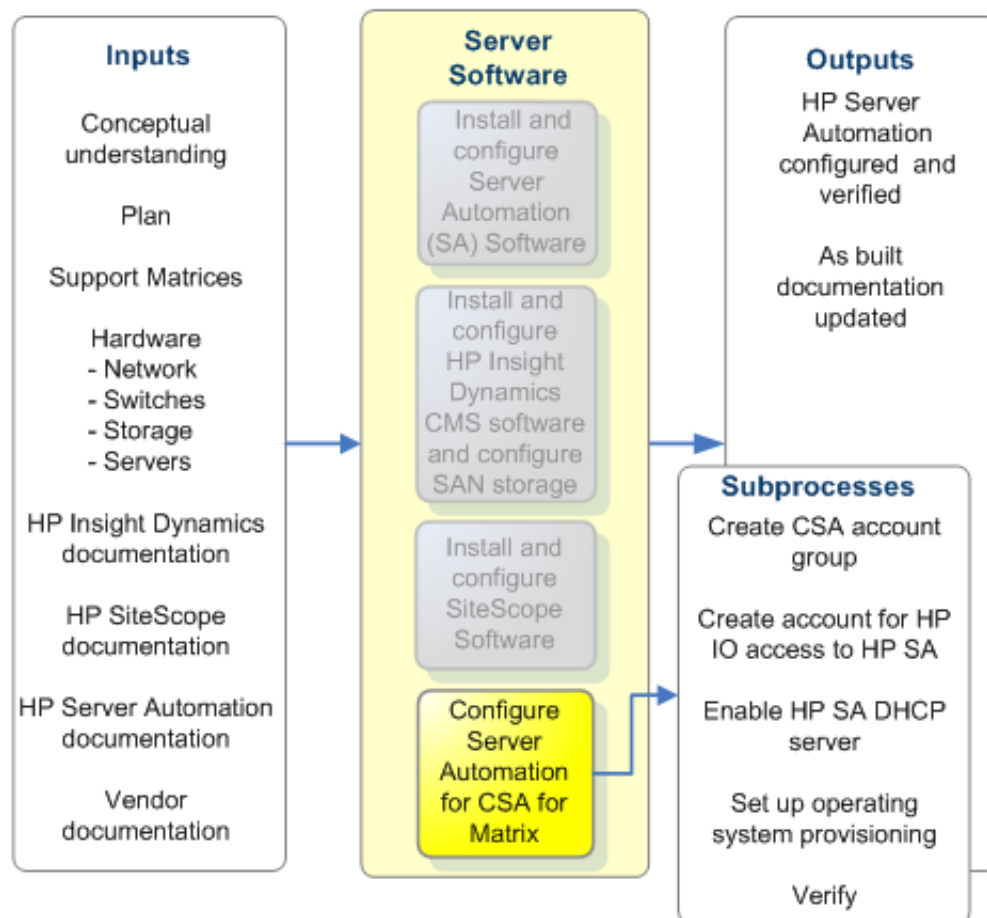 Inputs
Conceptual
understanding
Plan
Support Matrices
Hardware
- Network
- Switches
- Storage
- Servers
HP Insight Dynamics
documentation
HP SiteScope
documentation
HP Server Automation
documentation
Vendor
documentation
Server
Software
Install and
configure
Server
Automation
(SA) Software
Install and
configure
HP Insight
Dynamics
CMS software
and configure
SAN storage
Install and
configure
SiteScope
Software
Configure
Server
Automation
for CSA for
Matrix
Outputs
HP Server
Automation
configured and
verified
As built
documentation
updated
Subprocesses
Create CSA account
group
Create account for HP
IO access to HP SA
Enable HP SA DHCP
server
Set up operating
system provisioning
Verify